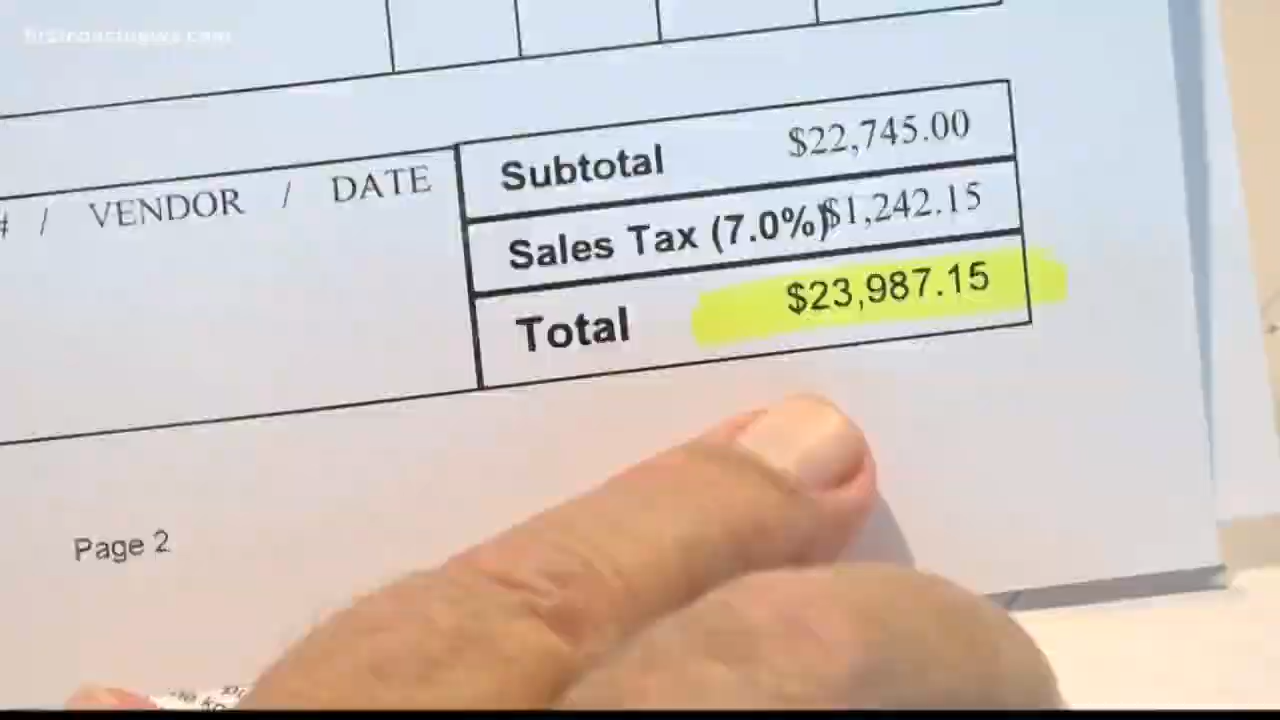 Subtotal $22,745.00
# / VENDOR / DATE
Sales Tax (7.0%) $1,242.15
Total $23,987.15
Page 2